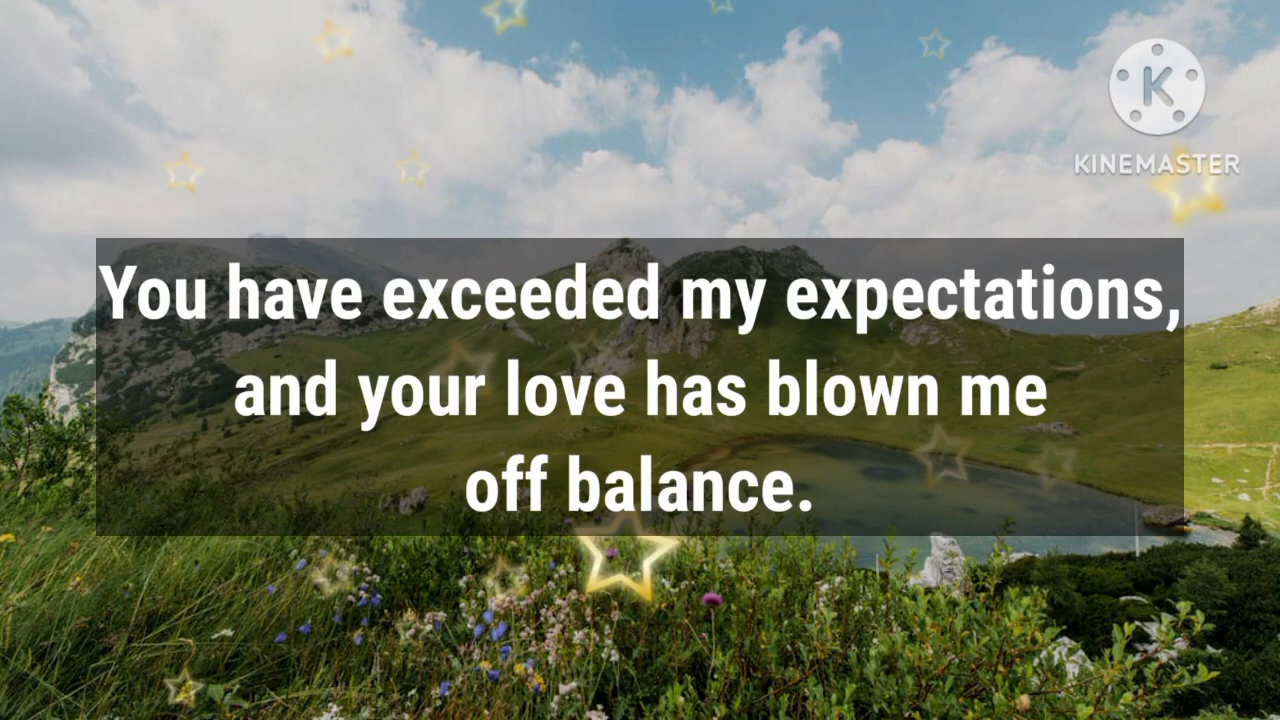 K
KINEMASTER
You have exceeded my expectations,
and your love has blown me
off balance.